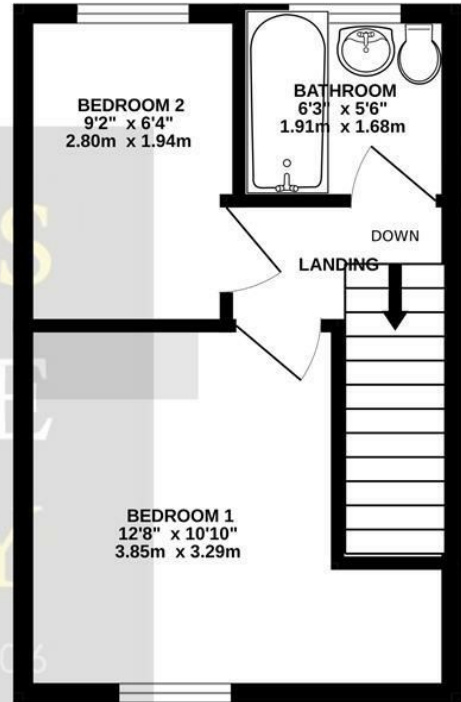 BEDROOM 2
9'2" x 6'4"
2.80m x 1.94m
BATHROOM
6'3" x 5'6"
1.91m x 1.68m
DOWN
LANDING
BEDROOM 1
12'8" x 10'10"
3.85m x 3.29m
S
E
Y
06